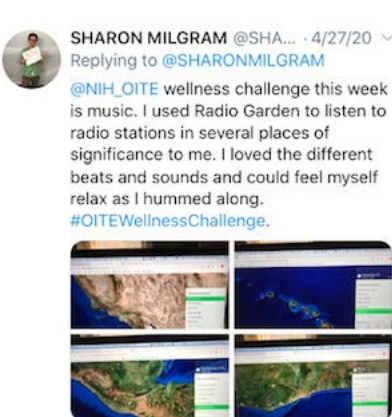 SHARON MILGRAM @SHA... · 4/27/20
Replying to @SHARONMILGRAM
@NIH_OITE wellness challenge this week
is music. I used Radio Garden to listen to
radio stations in several places of
significance to me. I loved the different
beats and sounds and could feel myself
relax as I hummed along.
#OITEWellnessChallenge.